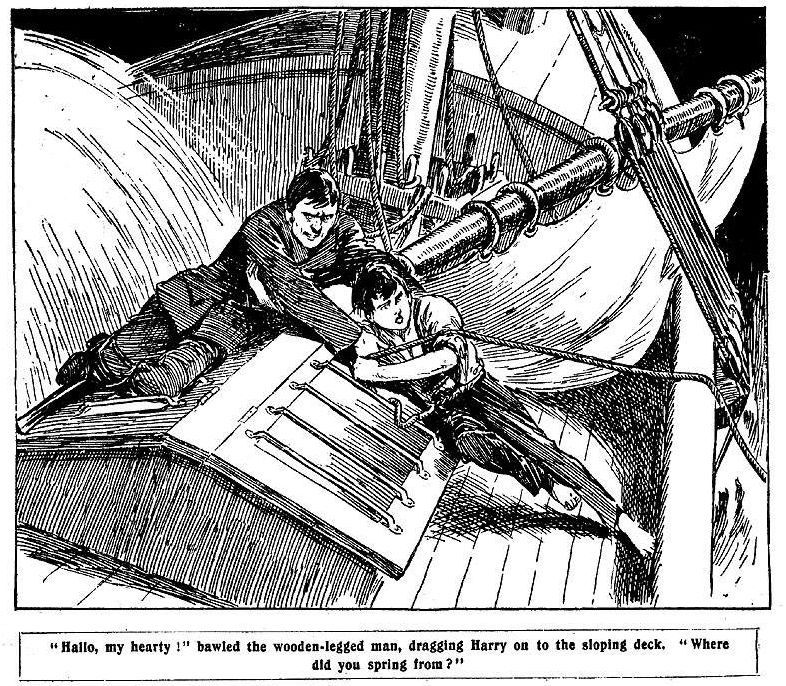 "Hallo, my hearty!" bawled the wooden-legged man, dragging Harry on to the sloping deck. "Where
did you spring from?"